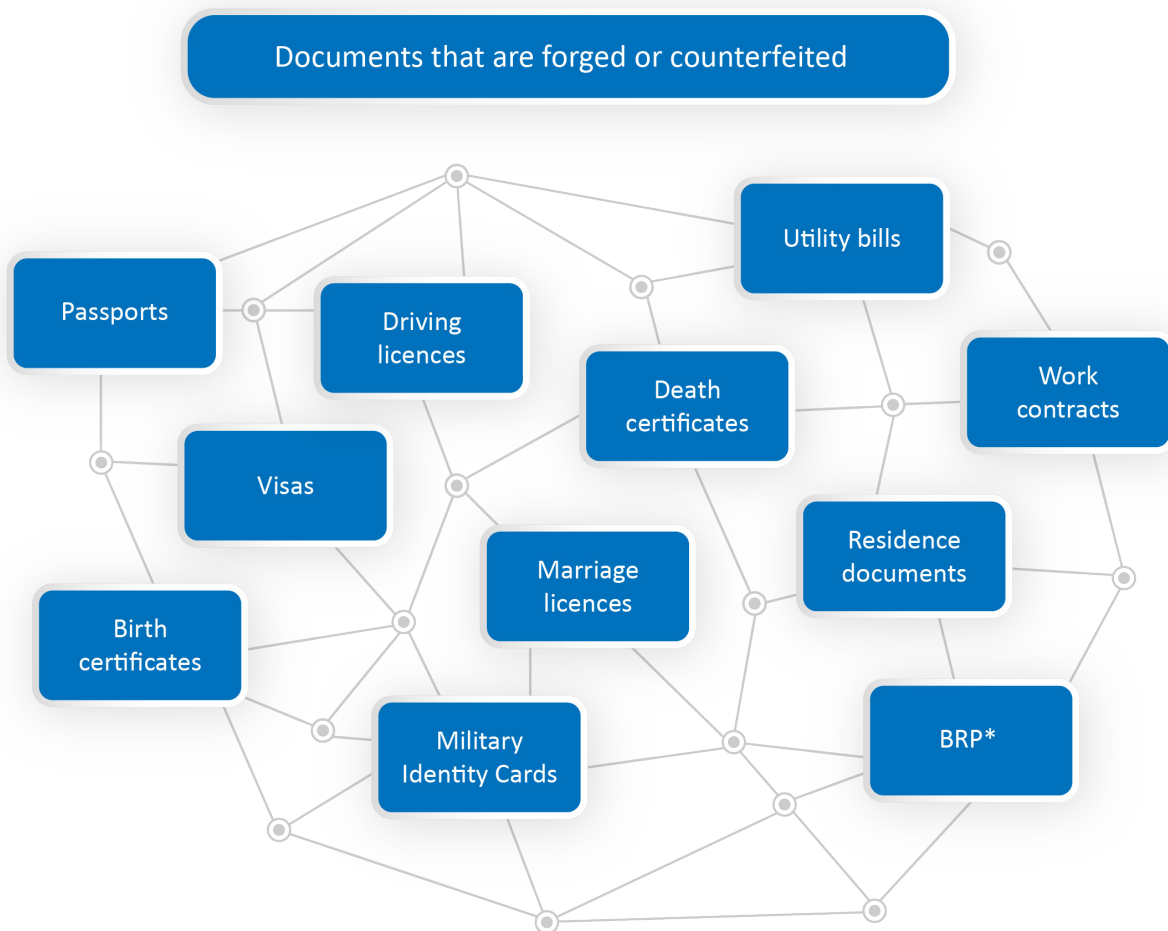 Documents that are forged or counterfeited
Utility bills
Passports
Driving
licences
Death
certificates
Work
contracts
Visas
Marriage
licences
Residence
documents
Birth
certificates
Military
Identity Cards
BRP*